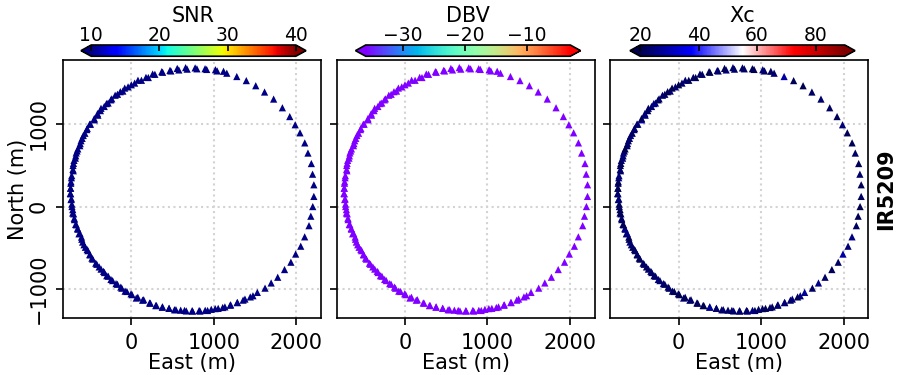 SNR DBV Xc
10 20 30 40 −30 −20 −10 20 40 60 80
North (m)
1000
0
−1000
IR5209
0 1000 2000 0 1000 2000 0 1000 2000
East (m) East (m) East (m)